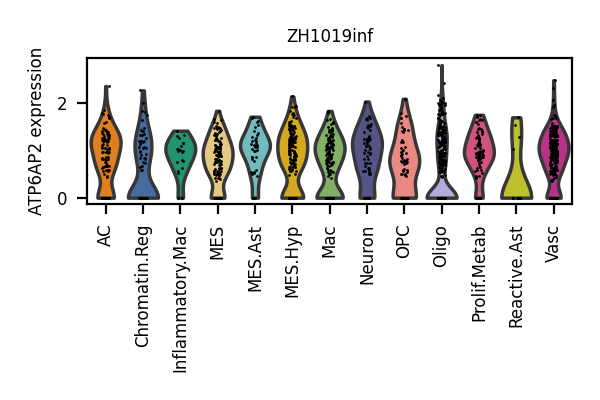 ZH1019inf
ATP6AP2 expression
2
0
AC
Chromatin.Reg
Inflammatory.Mac
MES
MES.Ast
MES.Hyp
Mac
Neuron
OPC
Oligo
Prolif.Metab
Reactive.Ast
Vasc